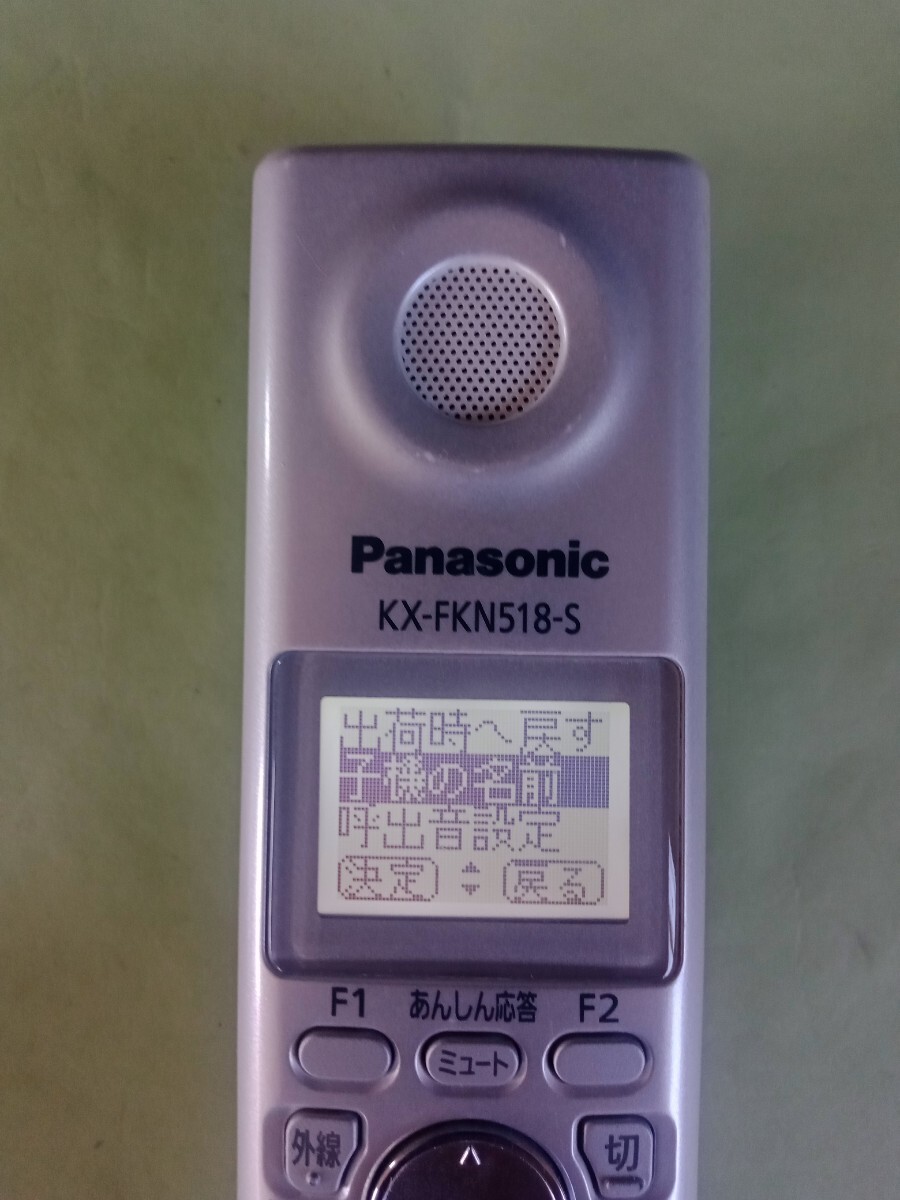 Panasonic
KX-FKN518-S
出荷時へ戻す
子機の名前
呼出音設定
決定 戻る
F1 あんしん応答 F2
ミュート
外線 切